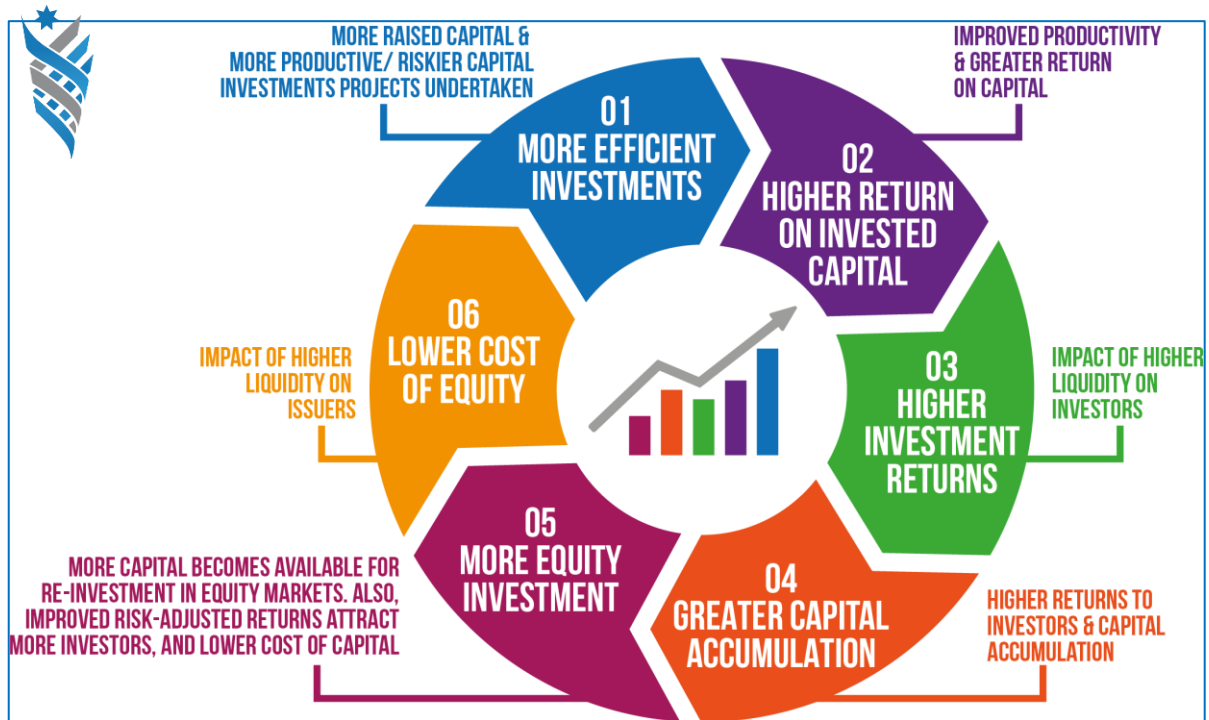 MORE RAISED CAPITAL &
MORE PRODUCTIVE/ RISKIER CAPITAL
INVESTMENTS PROJECTS UNDERTAKEN
01
MORE EFFICIENT
INVESTMENTS
IMPROVED PRODUCTIVITY
& GREATER RETURN
ON CAPITAL
02
HIGHER RETURN
ON INVESTED
CAPITAL
IMPACT OF HIGHER
LIQUIDITY ON
INVESTORS
03
HIGHER
INVESTMENT
RETURNS
HIGHER RETURNS TO
INVESTORS & CAPITAL
ACCUMULATION
04
GREATER CAPITAL
ACCUMULATION
MORE CAPITAL BECOMES AVAILABLE FOR
RE-INVESTMENT IN EQUITY MARKETS. ALSO,
IMPROVED RISK-ADJUSTED RETURNS ATTRACT
MORE INVESTORS, AND LOWER COST OF CAPITAL
05
MORE EQUITY
INVESTMENT
IMPACT OF HIGHER
LIQUIDITY ON
ISSUERS
06
LOWER COST
OF EQUITY